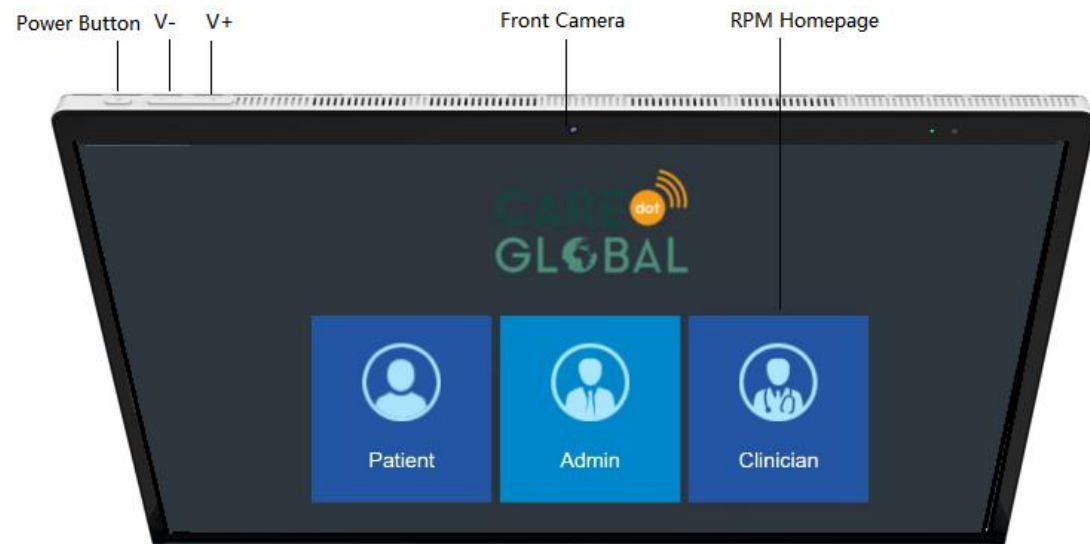 Power Button V- V+ Front Camera RPM Homepage
CARE dot
GLOBAL
Patient Admin Clinician